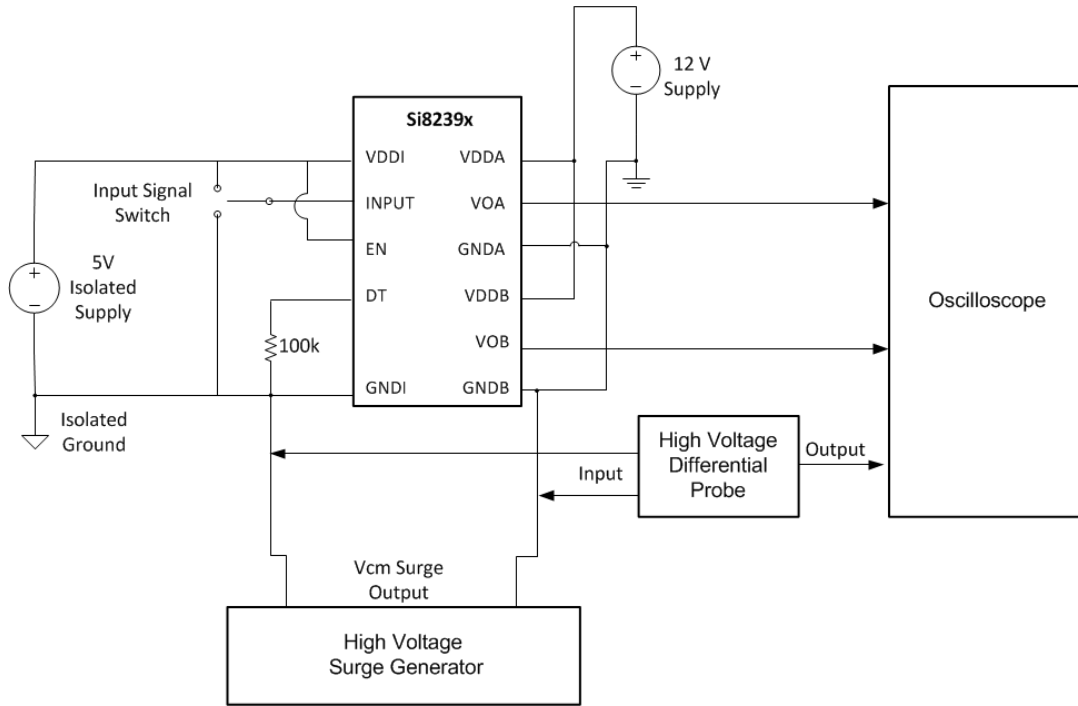 12 V
Supply
Si8239x
VDDI
VDDA
Input Signal
Switch
INPUT
VOA
EN
GNDA
5V
Isolated
Supply
+
−
+
−
DT
VDDB
Oscilloscope
100k
VOB
GNDI
GNDB
Isolated
Ground
High Voltage
Differential
Probe
Input
Output
Vcm Surge
Output
High Voltage
Surge Generator